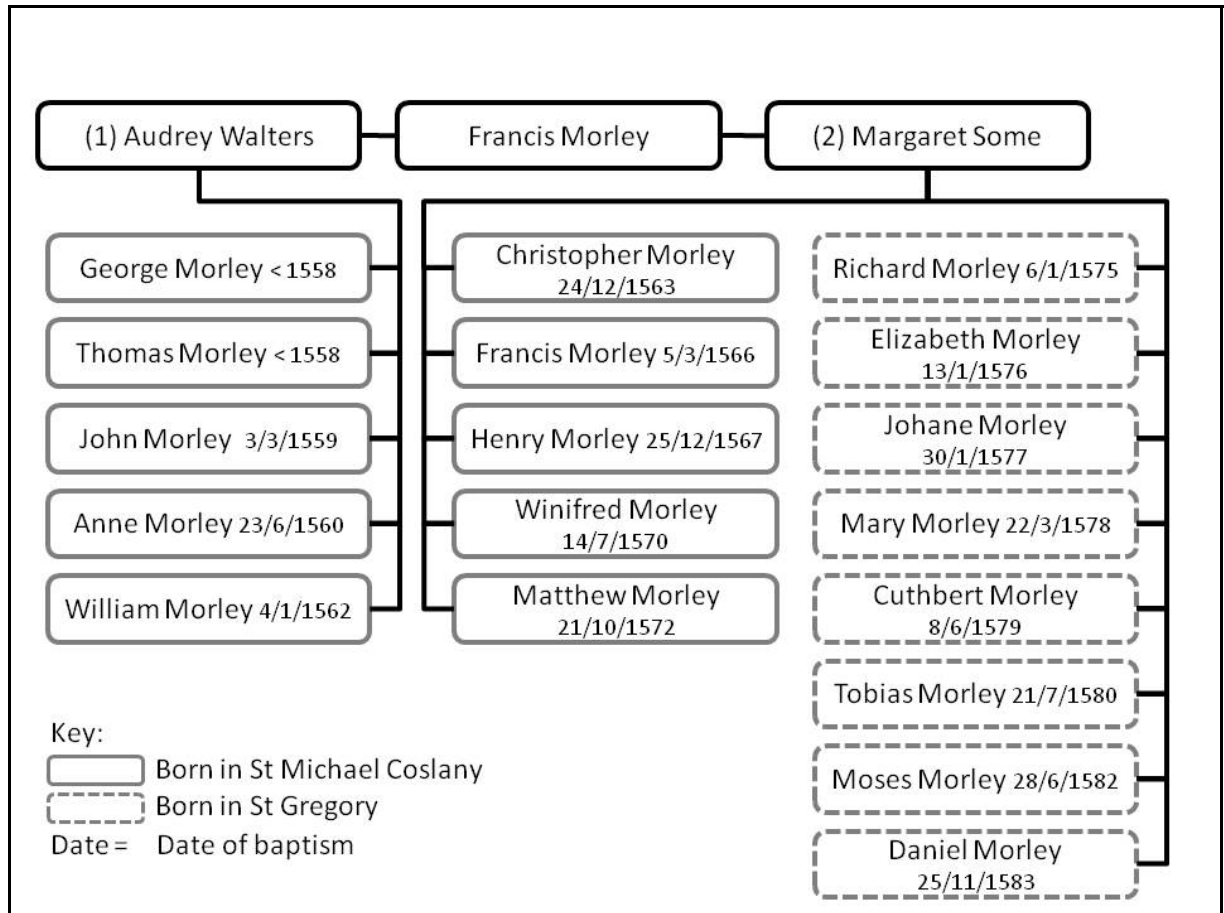 (1) Audrey Walters
Francis Morley
(2) Margaret Some
George Morley < 1558
Thomas Morley < 1558
John Morley 3/3/1559
Anne Morley 23/6/1560
William Morley 4/1/1562
Christopher Morley
24/12/1563
Francis Morley 5/3/1566
Henry Morley 25/12/1567
Winifred Morley
14/7/1570
Matthew Morley
21/10/1572
Richard Morley 6/1/1575
Elizabeth Morley
13/1/1576
Johane Morley
30/1/1577
Mary Morley 22/3/1578
Cuthbert Morley
8/6/1579
Tobias Morley 21/7/1580
Moses Morley 28/6/1582
Daniel Morley
25/11/1583
Key:
Born in St Michael Coslany
Born in St Gregory
Date = Date of baptism